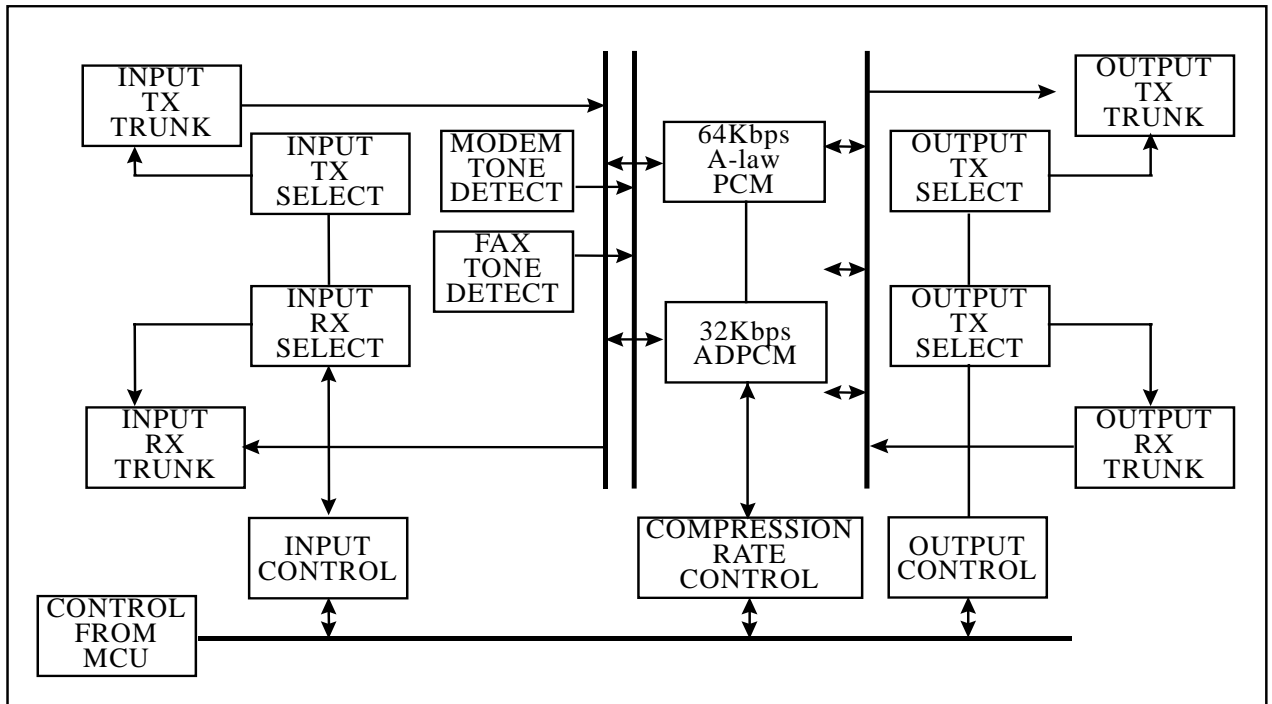 INPUT
TX
TRUNK
INPUT
TX
SELECT
MODEM
TONE
DETECT
64Kbps
A-law
PCM
OUTPUT
TX
SELECT
OUTPUT
TX
TRUNK
FAX
TONE
DETECT
INPUT
RX
SELECT
32Kbps
ADPCM
OUTPUT
TX
SELECT
INPUT
RX
TRUNK
OUTPUT
RX
TRUNK
INPUT
CONTROL
COMPRESSION
RATE
CONTROL
OUTPUT
CONTROL
CONTROL
FROM
MCU